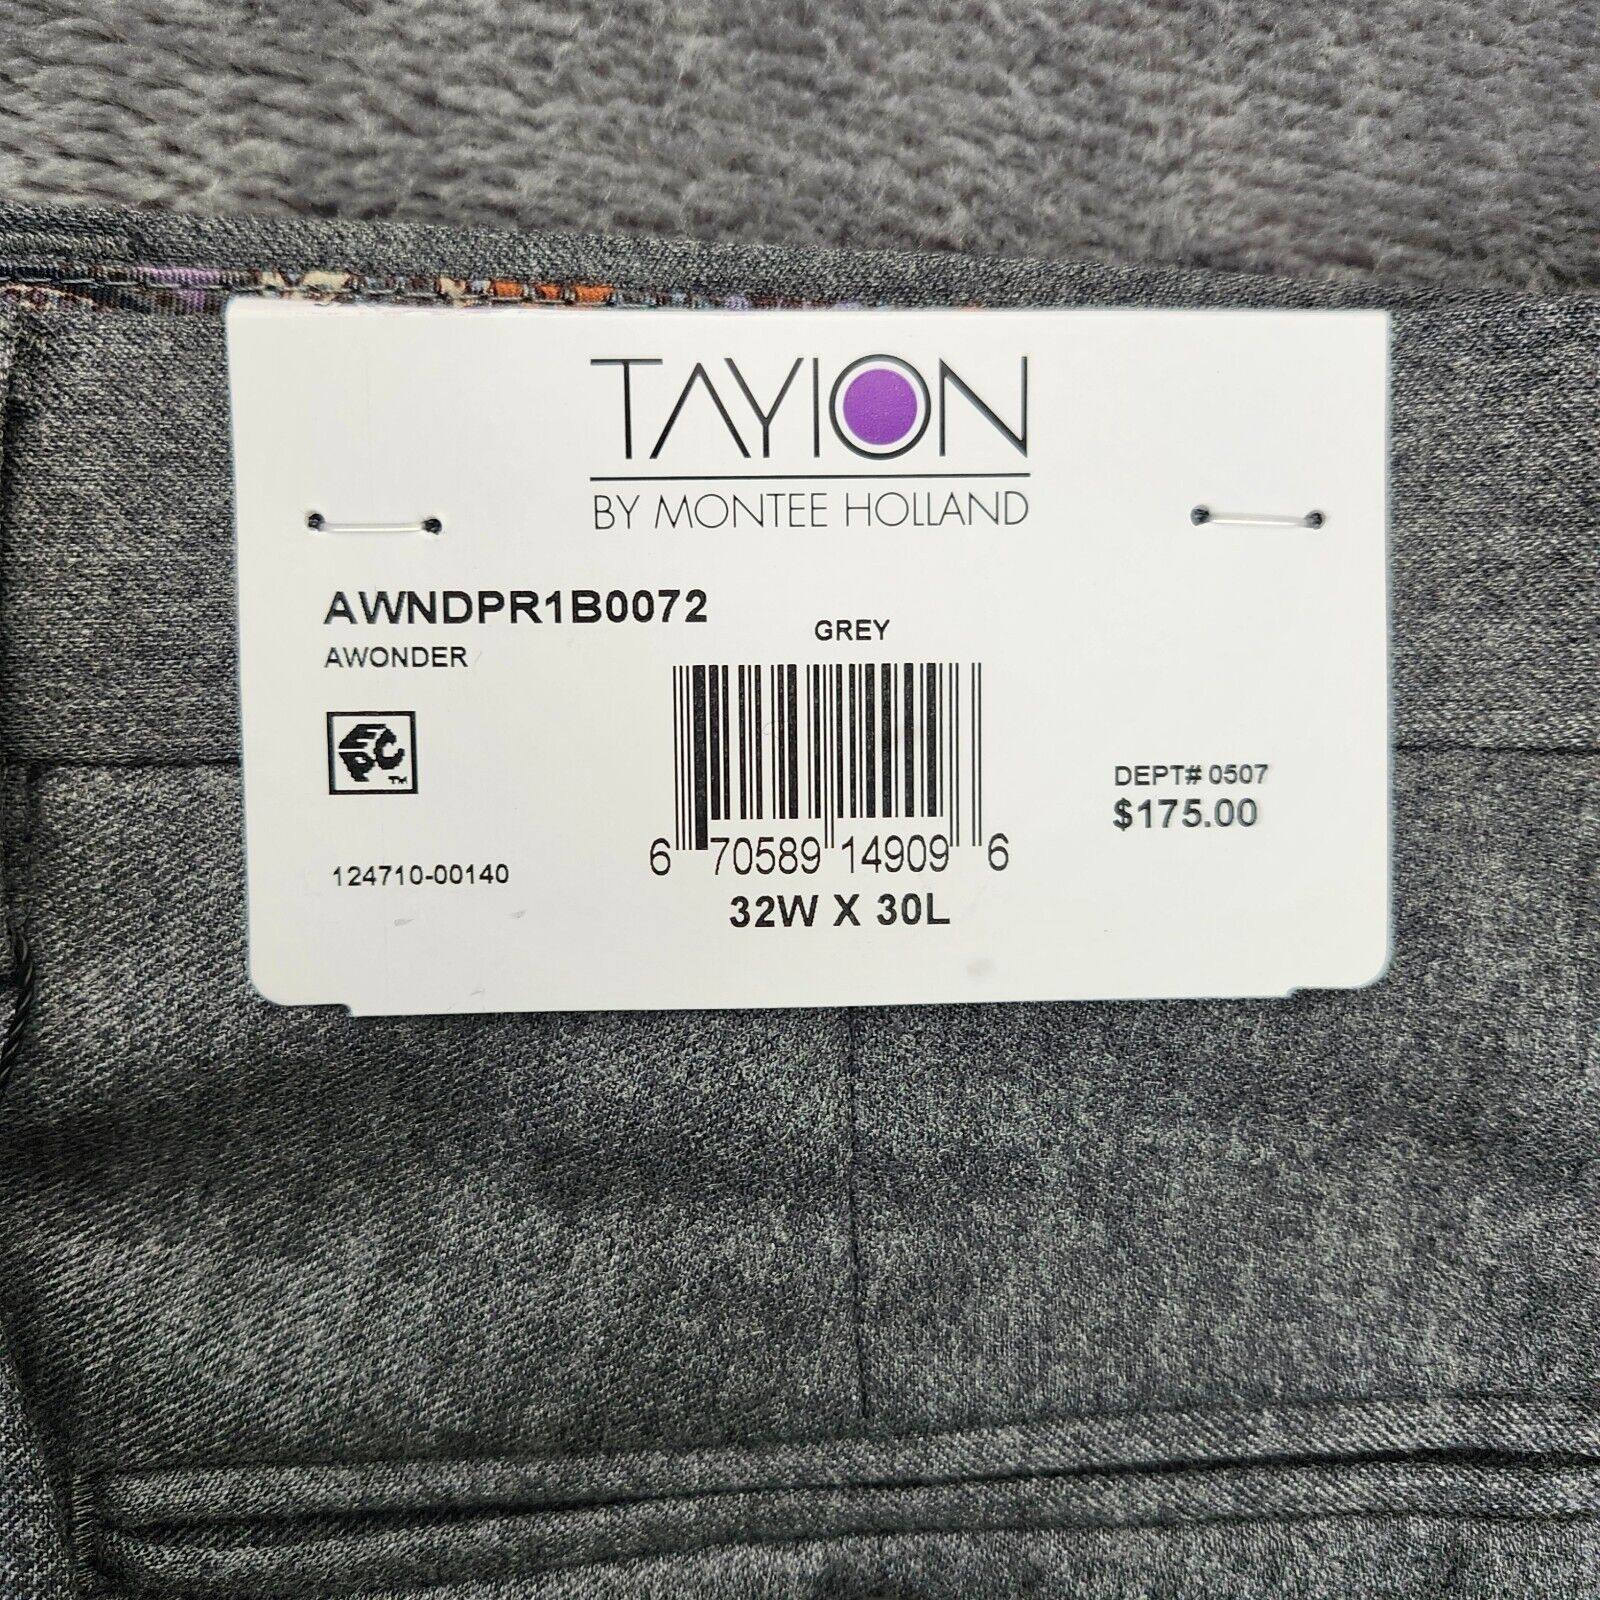 TAYION
BY MONTEE HOLLAND
AWNDPR1B0072
AWONDER
GREY
EPC™
DEPT# 0507
$175.00
6 70589 14909 6
124710-00140
32W X 30L